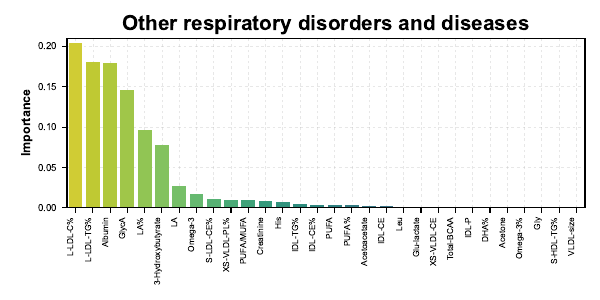 Other respiratory disorders and diseases
Importance
0.20
0.15
0.10
0.05
0.00
L-LDL-C%
L-LDL-TG%
Albumin
GlycA
LA%
3-Hydroxybutyrate
LA
Omega-3
S-LDL-CE%
XS-VLDL-PL%
PUFA/MUFA
Creatinine
His
IDL-TG%
IDL-CE%
PUFA
PUFA%
Acetoacetate
IDL-CE
Leu
Glu-lactate
XS-VLDL-CE
Total-BCAA
IDL-P
DHA%
Acetone
Omega-3%
Gly
S-HDL-TG%
VLDL-size